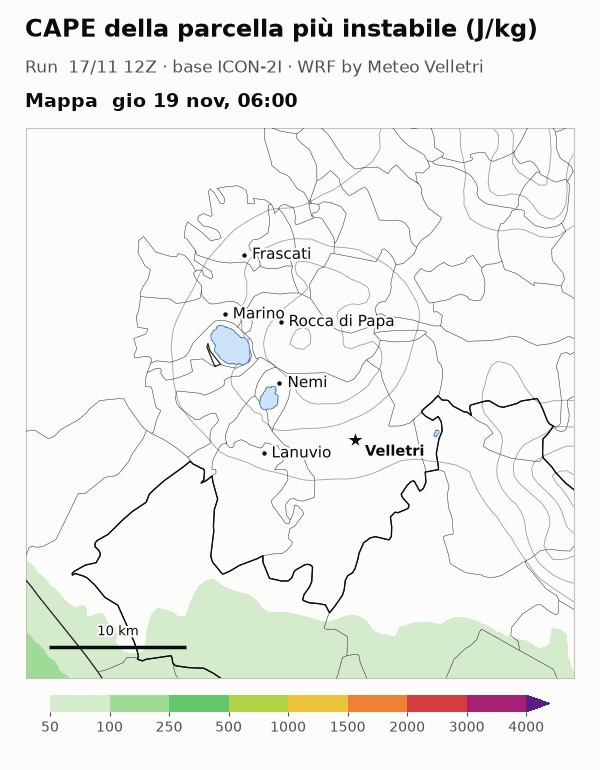 CAPE della parcella più instabile (J/kg)
Run  17/11 12Z · base ICON-2I · WRF by Meteo Velletri
Mappa  gio 19 nov, 06:00
Frascati
Marino
Rocca di Papa
Nemi
Velletri
Lanuvio
10 km
50 100 250 500 1000 1500 2000 3000 4000